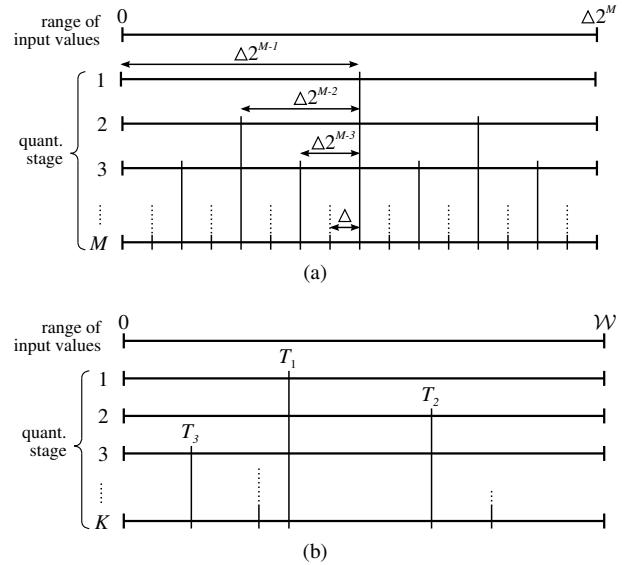 range of
input values
0
Δ2^M
Δ2^{M-1}
1
Δ2^{M-2}
2
quant.
stage
Δ2^{M-3}
3
Δ
M
(a)
range of
input values
0
𝒲
T_1
1
T_2
2
quant.
stage
T_3
3
K
(b)